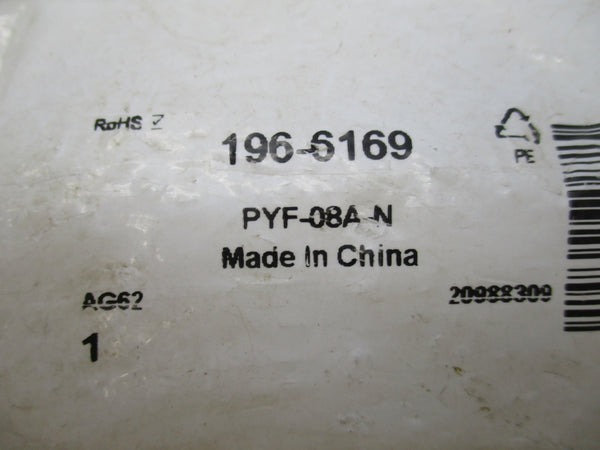 RoHS Z
196-6169
PE
PYF-08A-N
Made In China
AG62
20988309
1